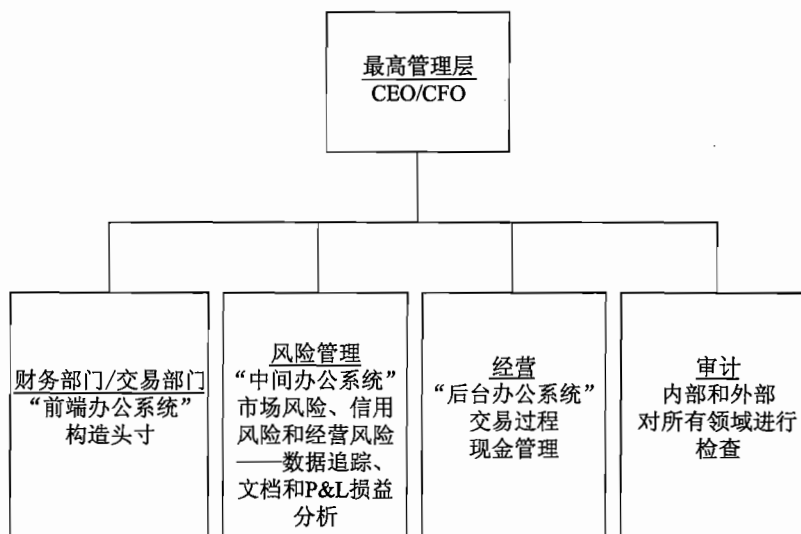 最高管理层
CEO/CFO
财务部门/交易部门
“前端办公系统”
构造头寸
风险管理
“中间办公系统”
市场风险、信用
风险和经营风险
——数据追踪、
文档和P&L损益
分析
经营
“后台办公系统”
交易过程
现金管理
审计
内部和外部
对所有领域进行
检查